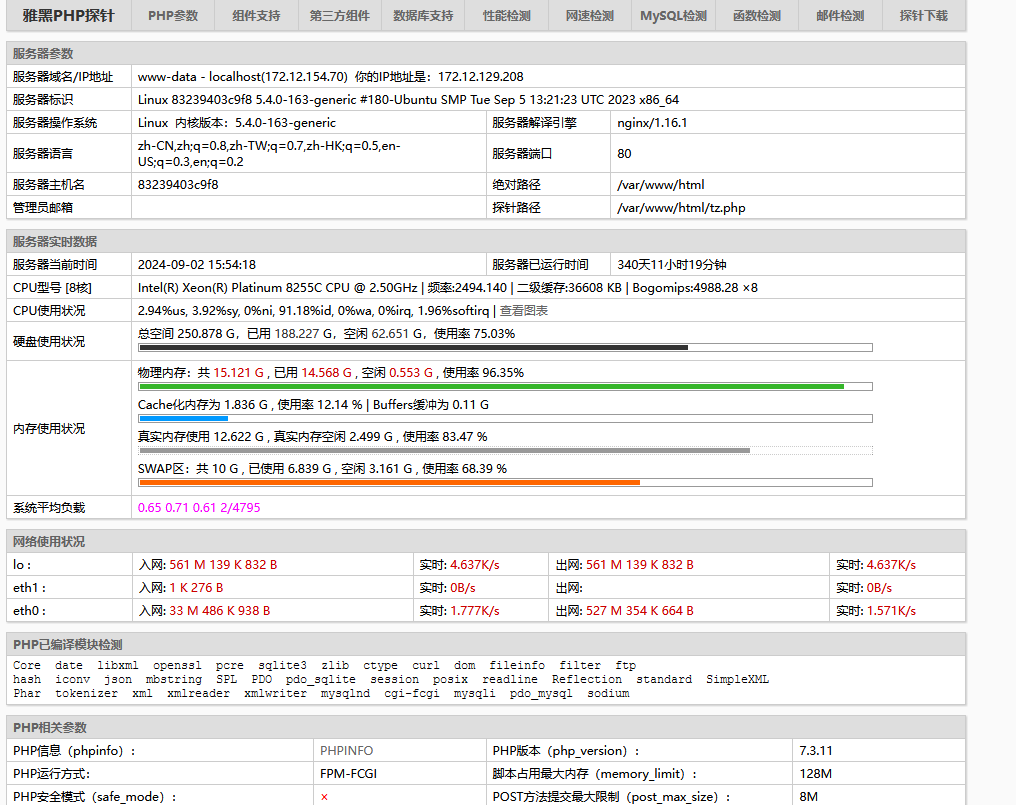 雅黑PHP探针 PHP参数 组件支持 第三方组件 数据库支持 性能检测 网速检测 MySQL检测 函数检测 邮件检测 探针下载
服务器参数
服务器域名/IP地址 www-data - localhost(172.12.154.70) 你的IP地址是：172.12.129.208
服务器标识 Linux 83239403c9f8 5.4.0-163-generic #180-Ubuntu SMP Tue Sep 5 13:21:23 UTC 2023 x86_64
服务器操作系统 Linux 内核版本：5.4.0-163-generic 服务器解译引擎 nginx/1.16.1
服务器语言 zh-CN,zh;q=0.8,zh-TW;q=0.7,zh-HK;q=0.5,en-
US;q=0.3,en;q=0.2 服务器端口 80
服务器主机名 83239403c9f8 绝对路径 /var/www/html
管理员邮箱 探针路径 /var/www/html/tz.php
服务器实时数据
服务器当前时间 2024-09-02 15:54:18 服务器已运行时间 340天11小时19分钟
CPU型号 [8核] Intel(R) Xeon(R) Platinum 8255C CPU @ 2.50GHz | 频率:2494.140 | 二级缓存:36608 KB | Bogomips:4988.28 ×8
CPU使用状况 2.94%us, 3.92%sy, 0%ni, 91.18%id, 0%wa, 0%irq, 1.96%softirq | 查看图表
硬盘使用状况 总空间 250.878 G，已用 188.227 G，空闲 62.651 G，使用率 75.03%
内存使用状况 物理内存：共 15.121 G , 已用 14.568 G , 空闲 0.553 G , 使用率 96.35%
Cache化内存为 1.836 G , 使用率 12.14 % | Buffers缓冲为 0.11 G
真实内存使用 12.622 G , 真实内存空闲 2.499 G , 使用率 83.47 %
SWAP区：共 10 G , 已使用 6.839 G , 空闲 3.161 G , 使用率 68.39 %
系统平均负载 0.65 0.71 0.61 2/4795
网络使用状况
lo : 入网: 561 M 139 K 832 B 实时: 4.637K/s 出网: 561 M 139 K 832 B 实时: 4.637K/s
eth1 : 入网: 1 K 276 B 实时: 0B/s 出网: 实时: 0B/s
eth0 : 入网: 33 M 486 K 938 B 实时: 1.777K/s 出网: 527 M 354 K 664 B 实时: 1.571K/s
PHP已编译模块检测
Core date libxml openssl pcre sqlite3 zlib ctype curl dom fileinfo filter ftp
hash iconv json mbstring SPL PDO pdo_sqlite session posix readline Reflection standard SimpleXML
Phar tokenizer xml xmlreader xmlwriter mysqlnd cgi-fcgi mysqli pdo_mysql sodium
PHP相关参数
PHP信息（phpinfo）： PHPINFO PHP版本（php_version）： 7.3.11
PHP运行方式： FPM-FCGI 脚本占用最大内存（memory_limit）： 128M
PHP安全模式（safe_mode）： × POST方法提交最大限制（post_max_size）： 8M